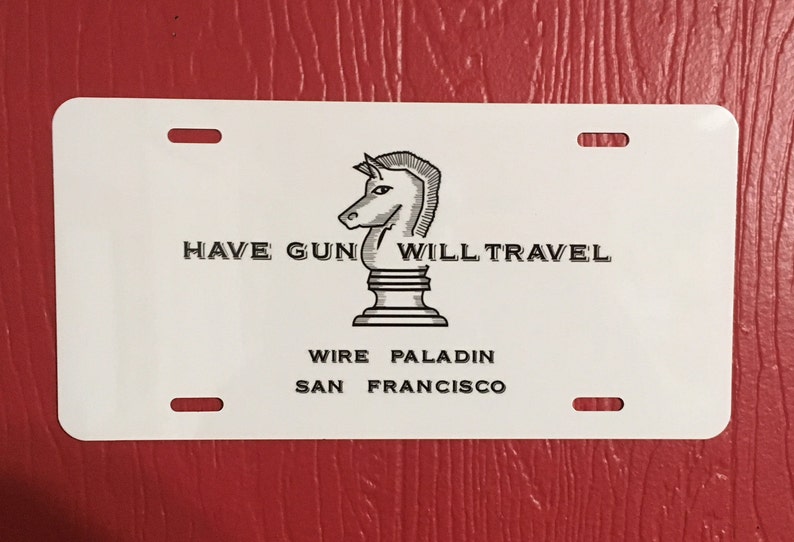 HAVE GUN WILL TRAVEL
WIRE PALADIN
SAN FRANCISCO